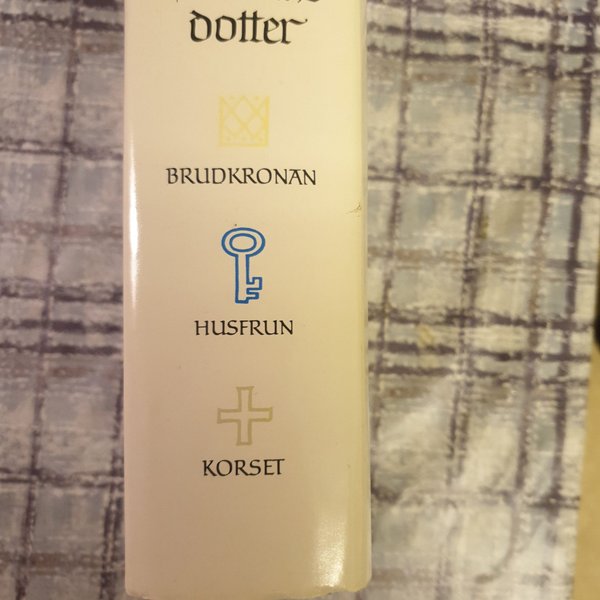 dotter
BRUDKRONAN
HUSFRUN
KORSET